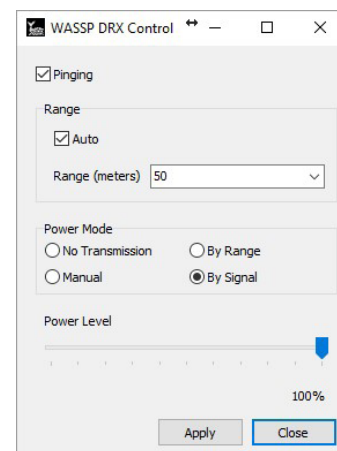 WASSP DRX Control
Pinging
Range
Auto
Range (meters) 50
Power Mode
No Transmission By Range
Manual By Signal
Power Level
100%
Apply Close